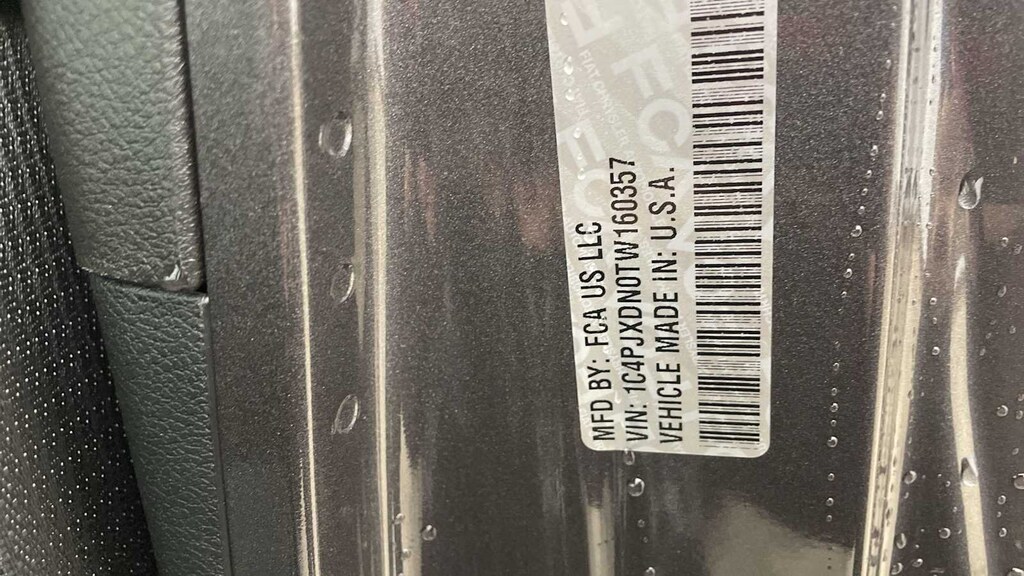 MFD BY: FCA US LLC
VIN: 1C4PJXDN0TW160357
VEHICLE MADE IN: U.S.A.